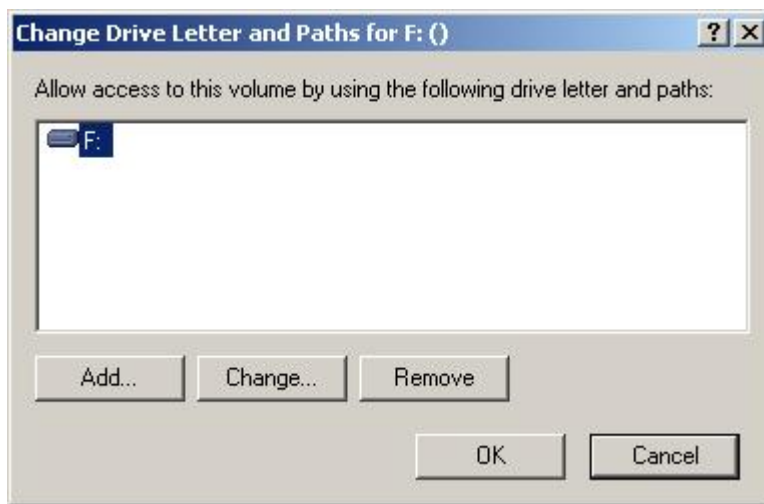 Change Drive Letter and Paths for F: ()
Allow access to this volume by using the following drive letter and paths:
F:
Add... Change... Remove
OK Cancel